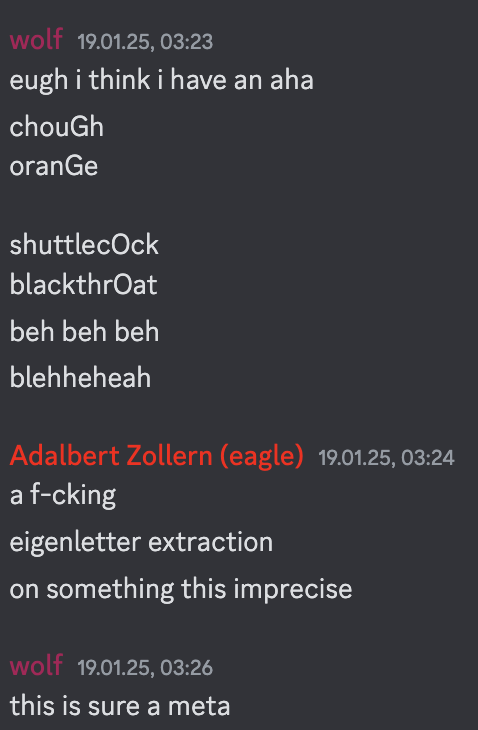 wolf 19.01.25, 03:23
eugh i think i have an aha
chouGh
oranGe
shuttlecOck
blackthrOat
beh beh beh
blehheheah
Adalbert Zollern (eagle) 19.01.25, 03:24
a f-cking
eigenletter extraction
on something this imprecise
wolf 19.01.25, 03:26
this is sure a meta